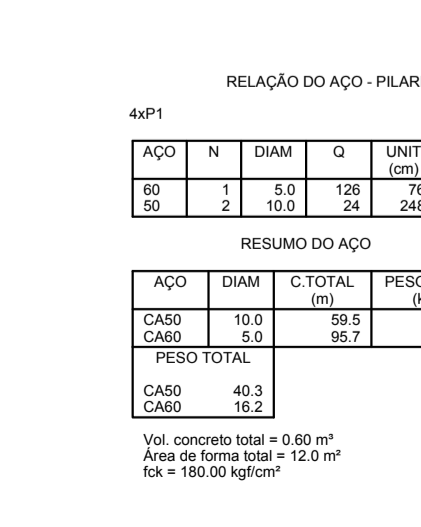 RELAÇÃO DO AÇO - PILAR
4xP1
AÇO N DIAM Q UNIT
(cm)
60 1 5.0 126 76
50 2 10.0 24 248
RESUMO DO AÇO
AÇO DIAM C.TOTAL PESO
(m) (k
CA50 10.0 59.5
CA60 5.0 95.7
PESO TOTAL
CA50 40.3
CA60 16.2
Vol. concreto total = 0.60 m³
Área de forma total = 12.0 m²
fck = 180.00 kgf/cm²